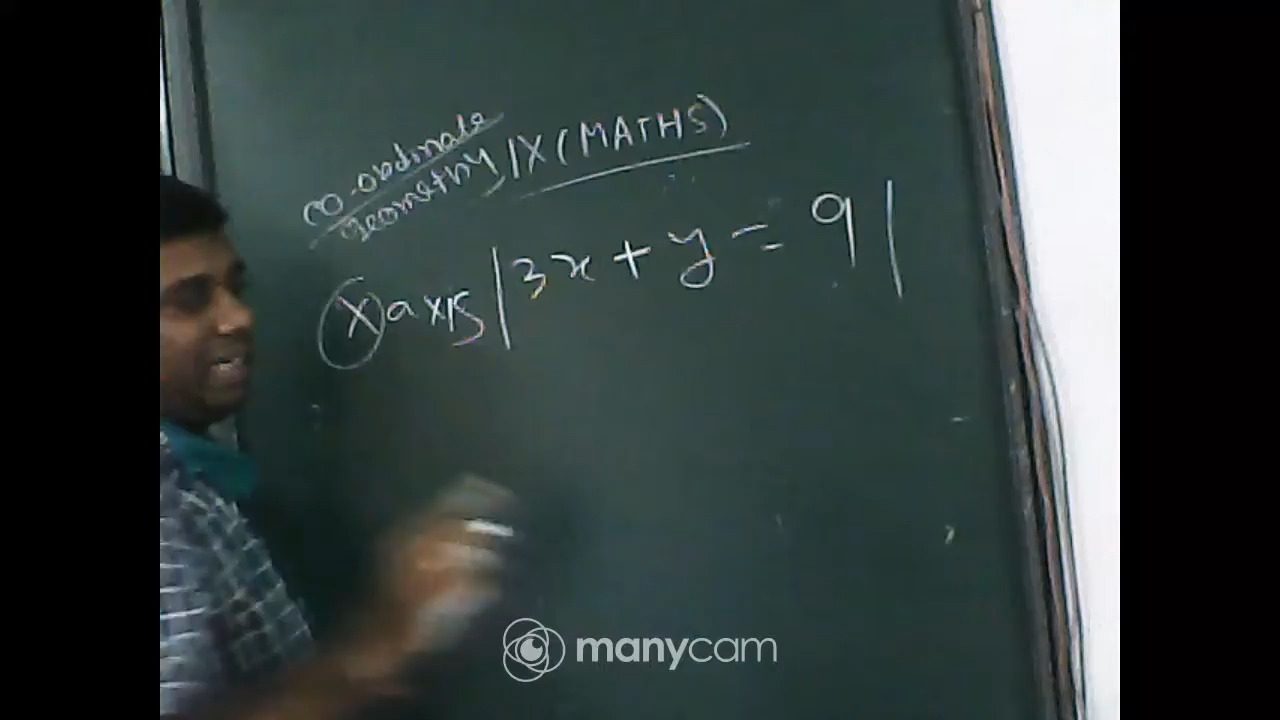 co-ordinate
Geometry, IX (MATHS)
X axis | 3x + y = 9 |
manycam